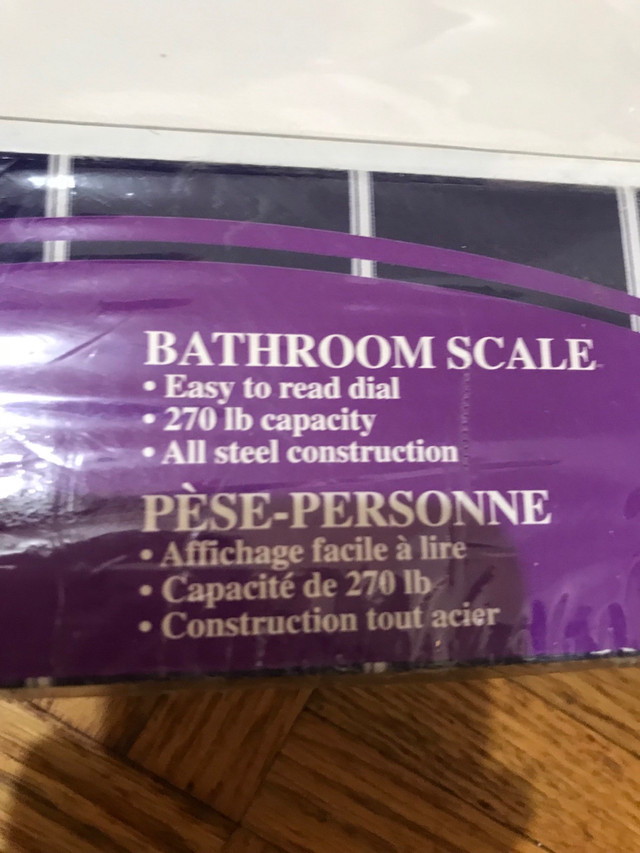 BATHROOM SCALE
• Easy to read dial
• 270 lb capacity
• All steel construction
PÈSE-PERSONNE
• Affichage facile à lire
• Capacité de 270 lb
• Construction tout acier